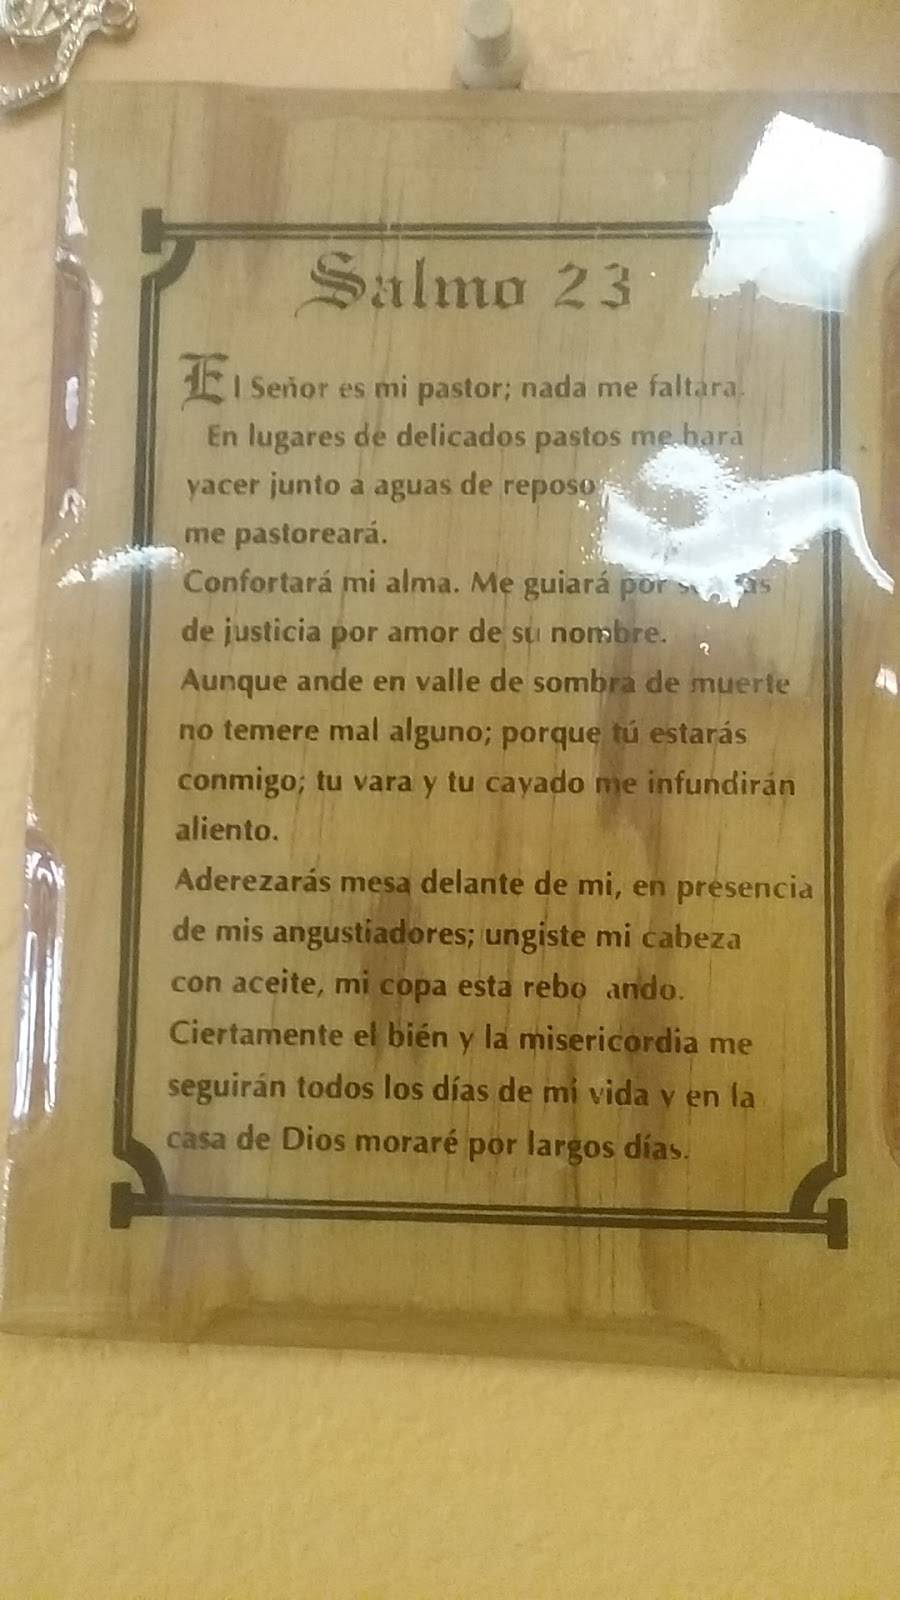 Salmo 23
El Señor es mi pastor; nada me faltara.
En lugares de delicados pastos me hara
yacer junto a aguas de reposo
me pastoreará.
Confortará mi alma. Me guiará por
de justicia por amor de su nombre.
Aunque ande en valle de sombra de muerte
no temere mal alguno; porque tú estarás
conmigo; tu vara y tu cayado me infundirán
aliento.
Aderezarás mesa delante de mi, en presencia
de mis angustiadores; ungiste mi cabeza
con aceite, mi copa esta rebo ando.
Ciertamente el bién y la misericordia me
seguirán todos los días de mi vida y en la
casa de Dios moraré por largos días.